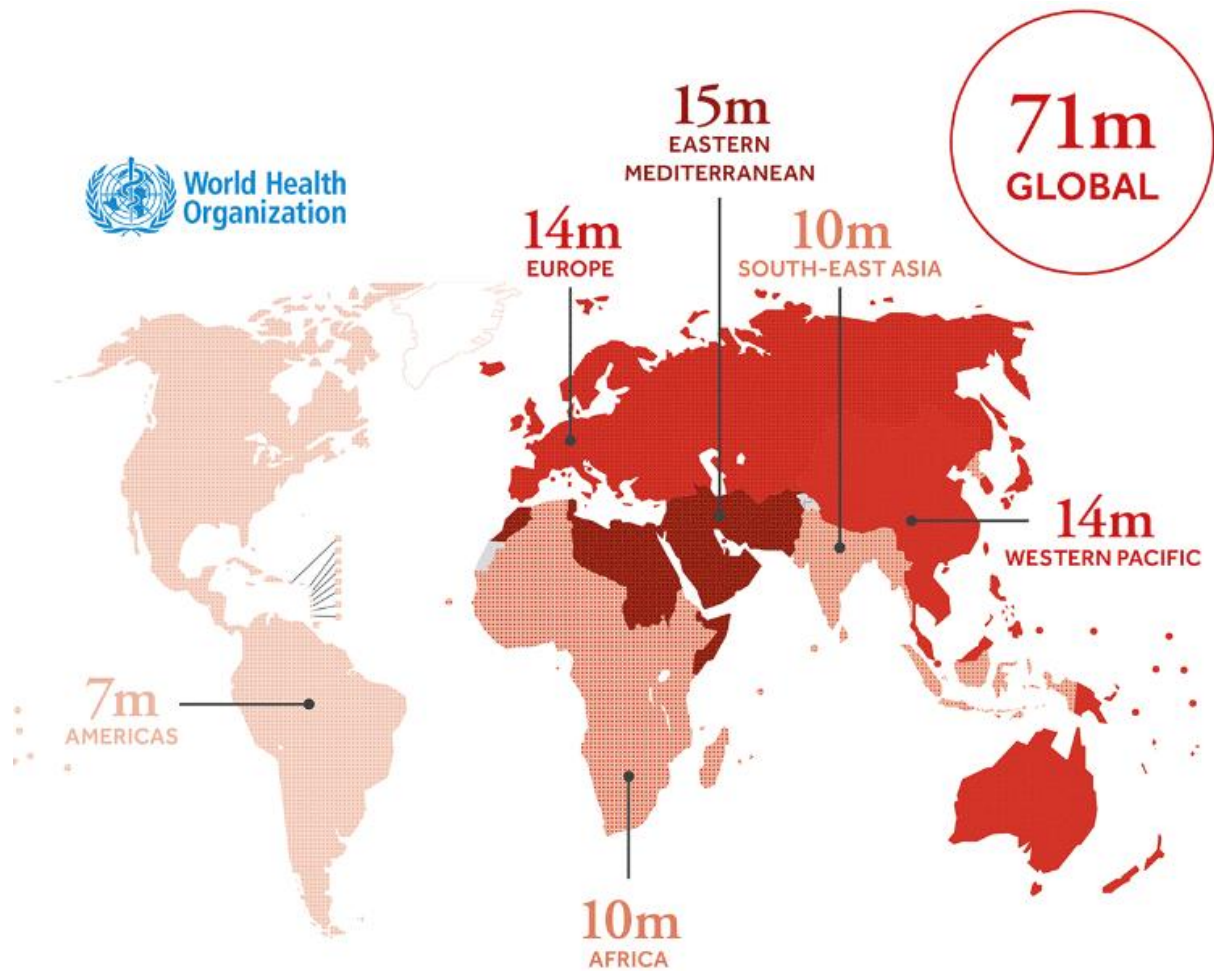 71m
GLOBAL
15m
EASTERN
MEDITERRANEAN
World Health
Organization
14m
EUROPE
10m
SOUTH-EAST ASIA
14m
WESTERN PACIFIC
7m
AMERICAS
10m
AFRICA